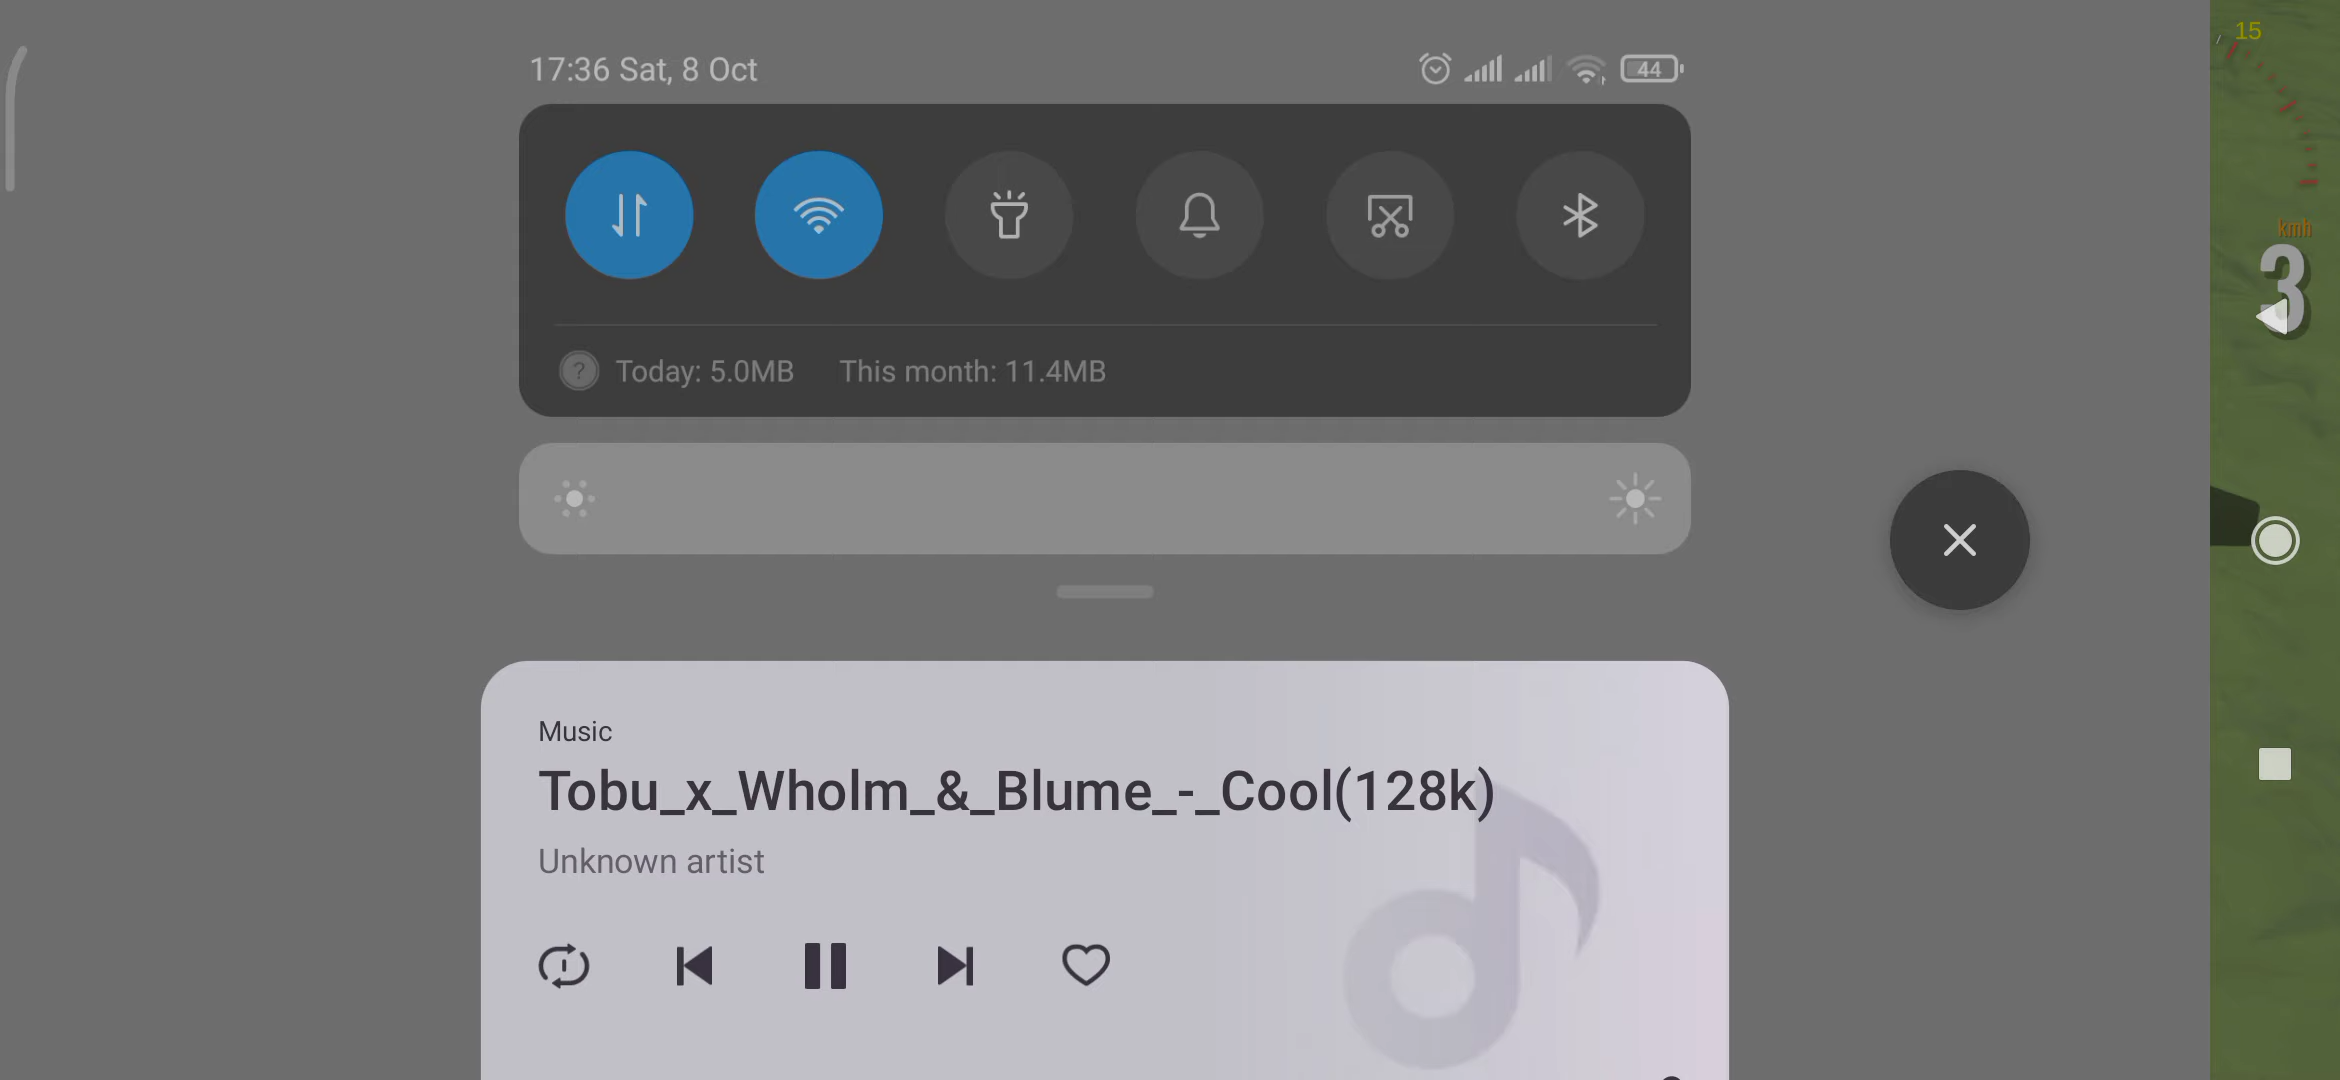 17:36 Sat, 8 Oct
44
15
kmh
3
Today: 5.0MB This month: 11.4MB
Music
Tobu_x_Wholm_&_Blume_-_Cool(128k)
Unknown artist